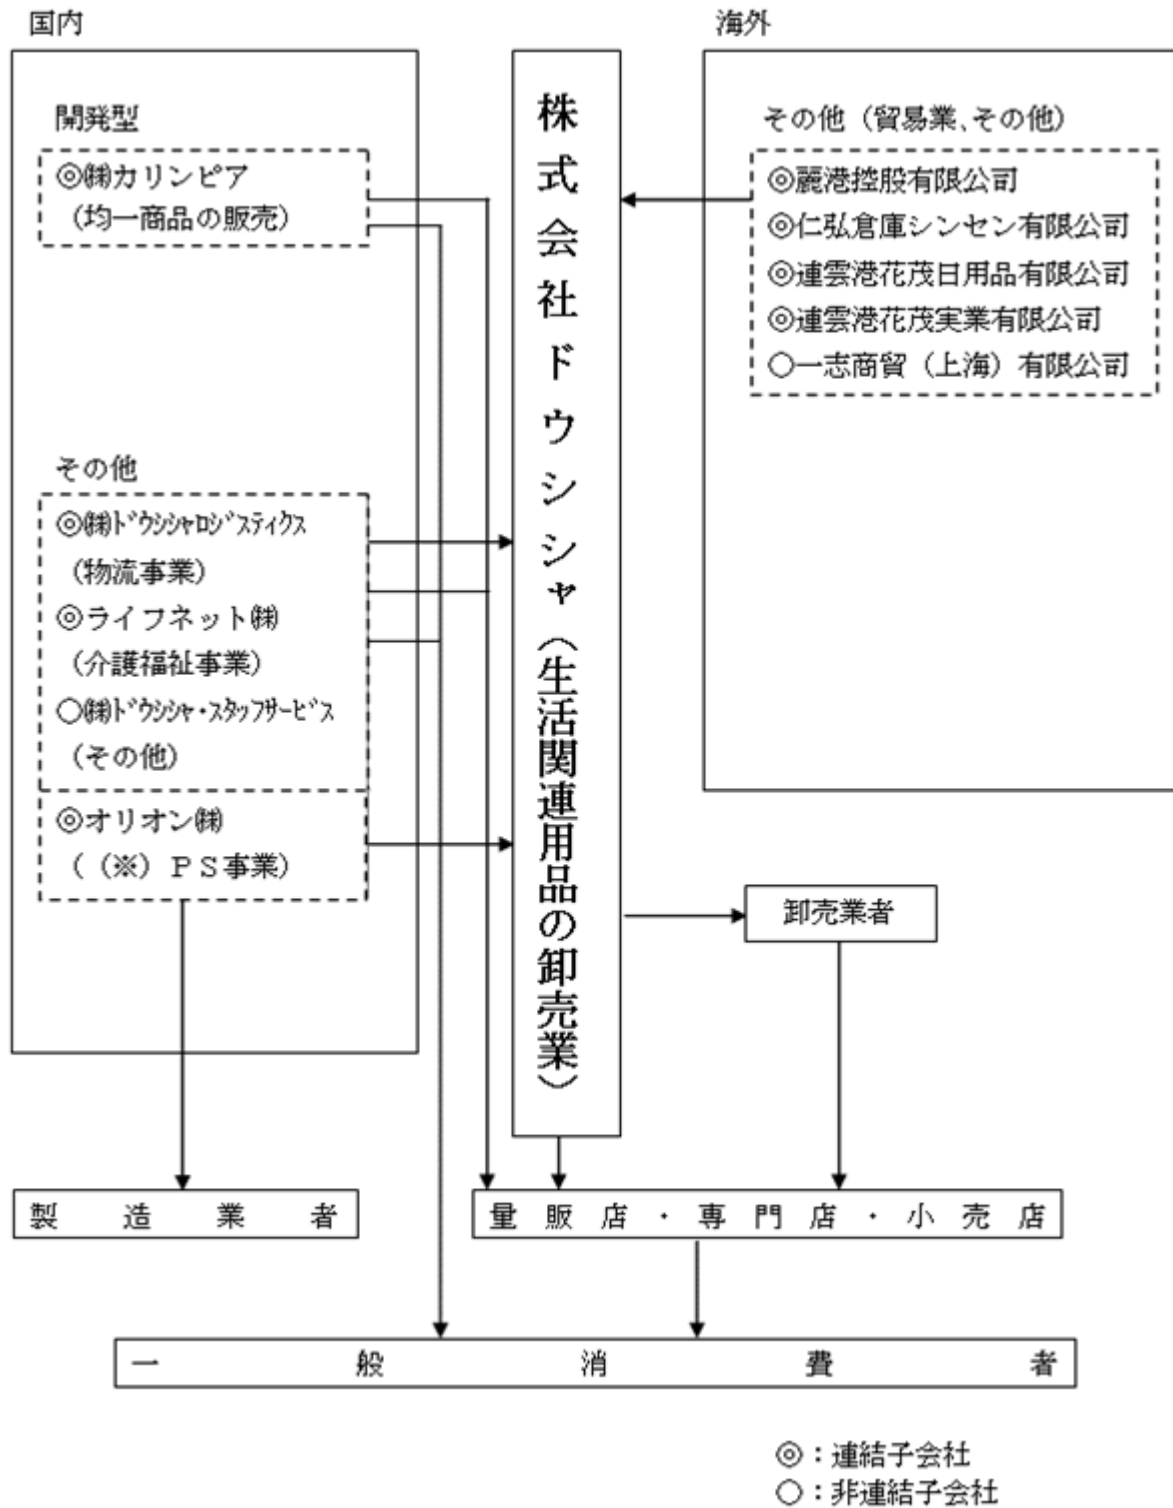 国内
開発型
◎㈱カリンピア
(均一商品の販売)
その他
◎㈱ﾄﾞｳｼｼｬﾛｼﾞｽﾃｨｸｽ
(物流事業)
◎ライフネット㈱
(介護福祉事業)
○㈱ﾄﾞｳｼｼｬ・ｽﾀｯﾌｻｰﾋﾞｽ
(その他)
◎オリオン㈱
((※)ＰＳ事業)
株式会社ドウシシャ(生活関連用品の卸売業)
海外
その他(貿易業、その他)
◎麗港控股有限公司
◎仁弘倉庫シンセン有限公司
◎連雲港花茂日用品有限公司
◎連雲港花茂実業有限公司
○一志商貿(上海)有限公司
卸売業者
製造業者
量販店・専門店・小売店
一般消費者
◎：連結子会社
○：非連結子会社